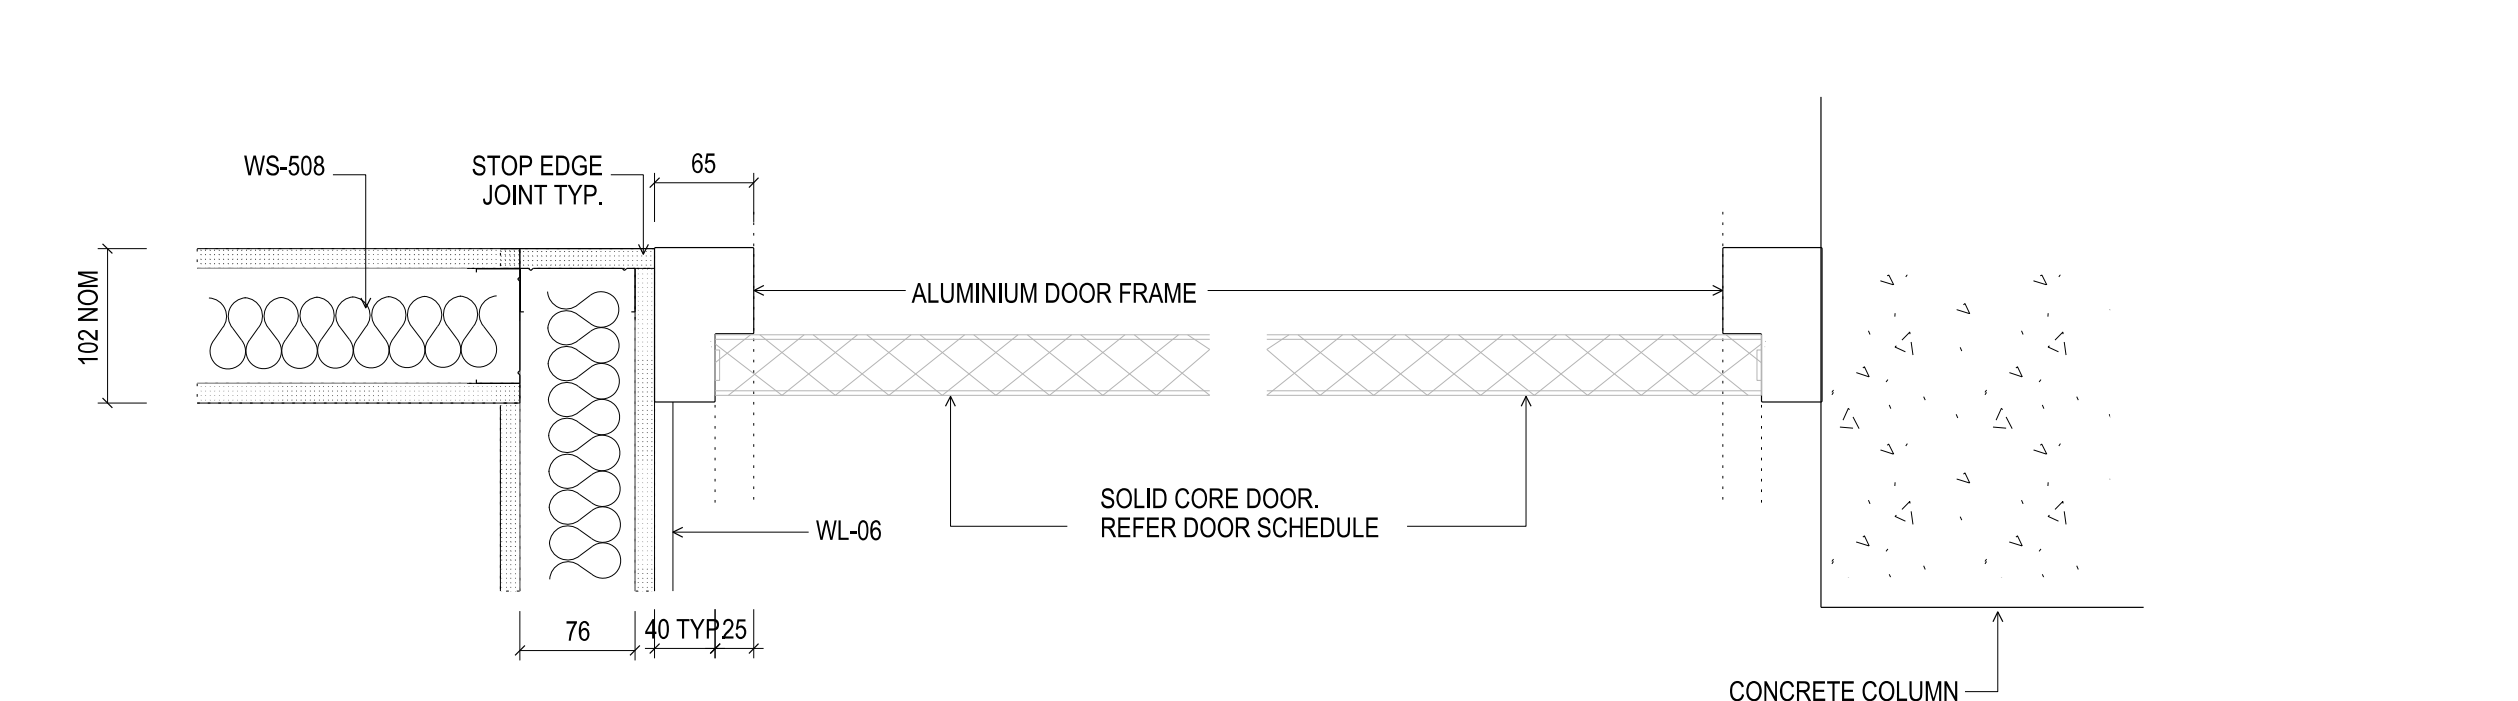 WS-508
STOP EDGE
JOINT TYP.
65
102 NOM
ALUMINIUM DOOR FRAME
SOLID CORE DOOR.
REFER DOOR SCHEDULE
WL-06
76
40 TYP.
25
CONCRETE COLUMN